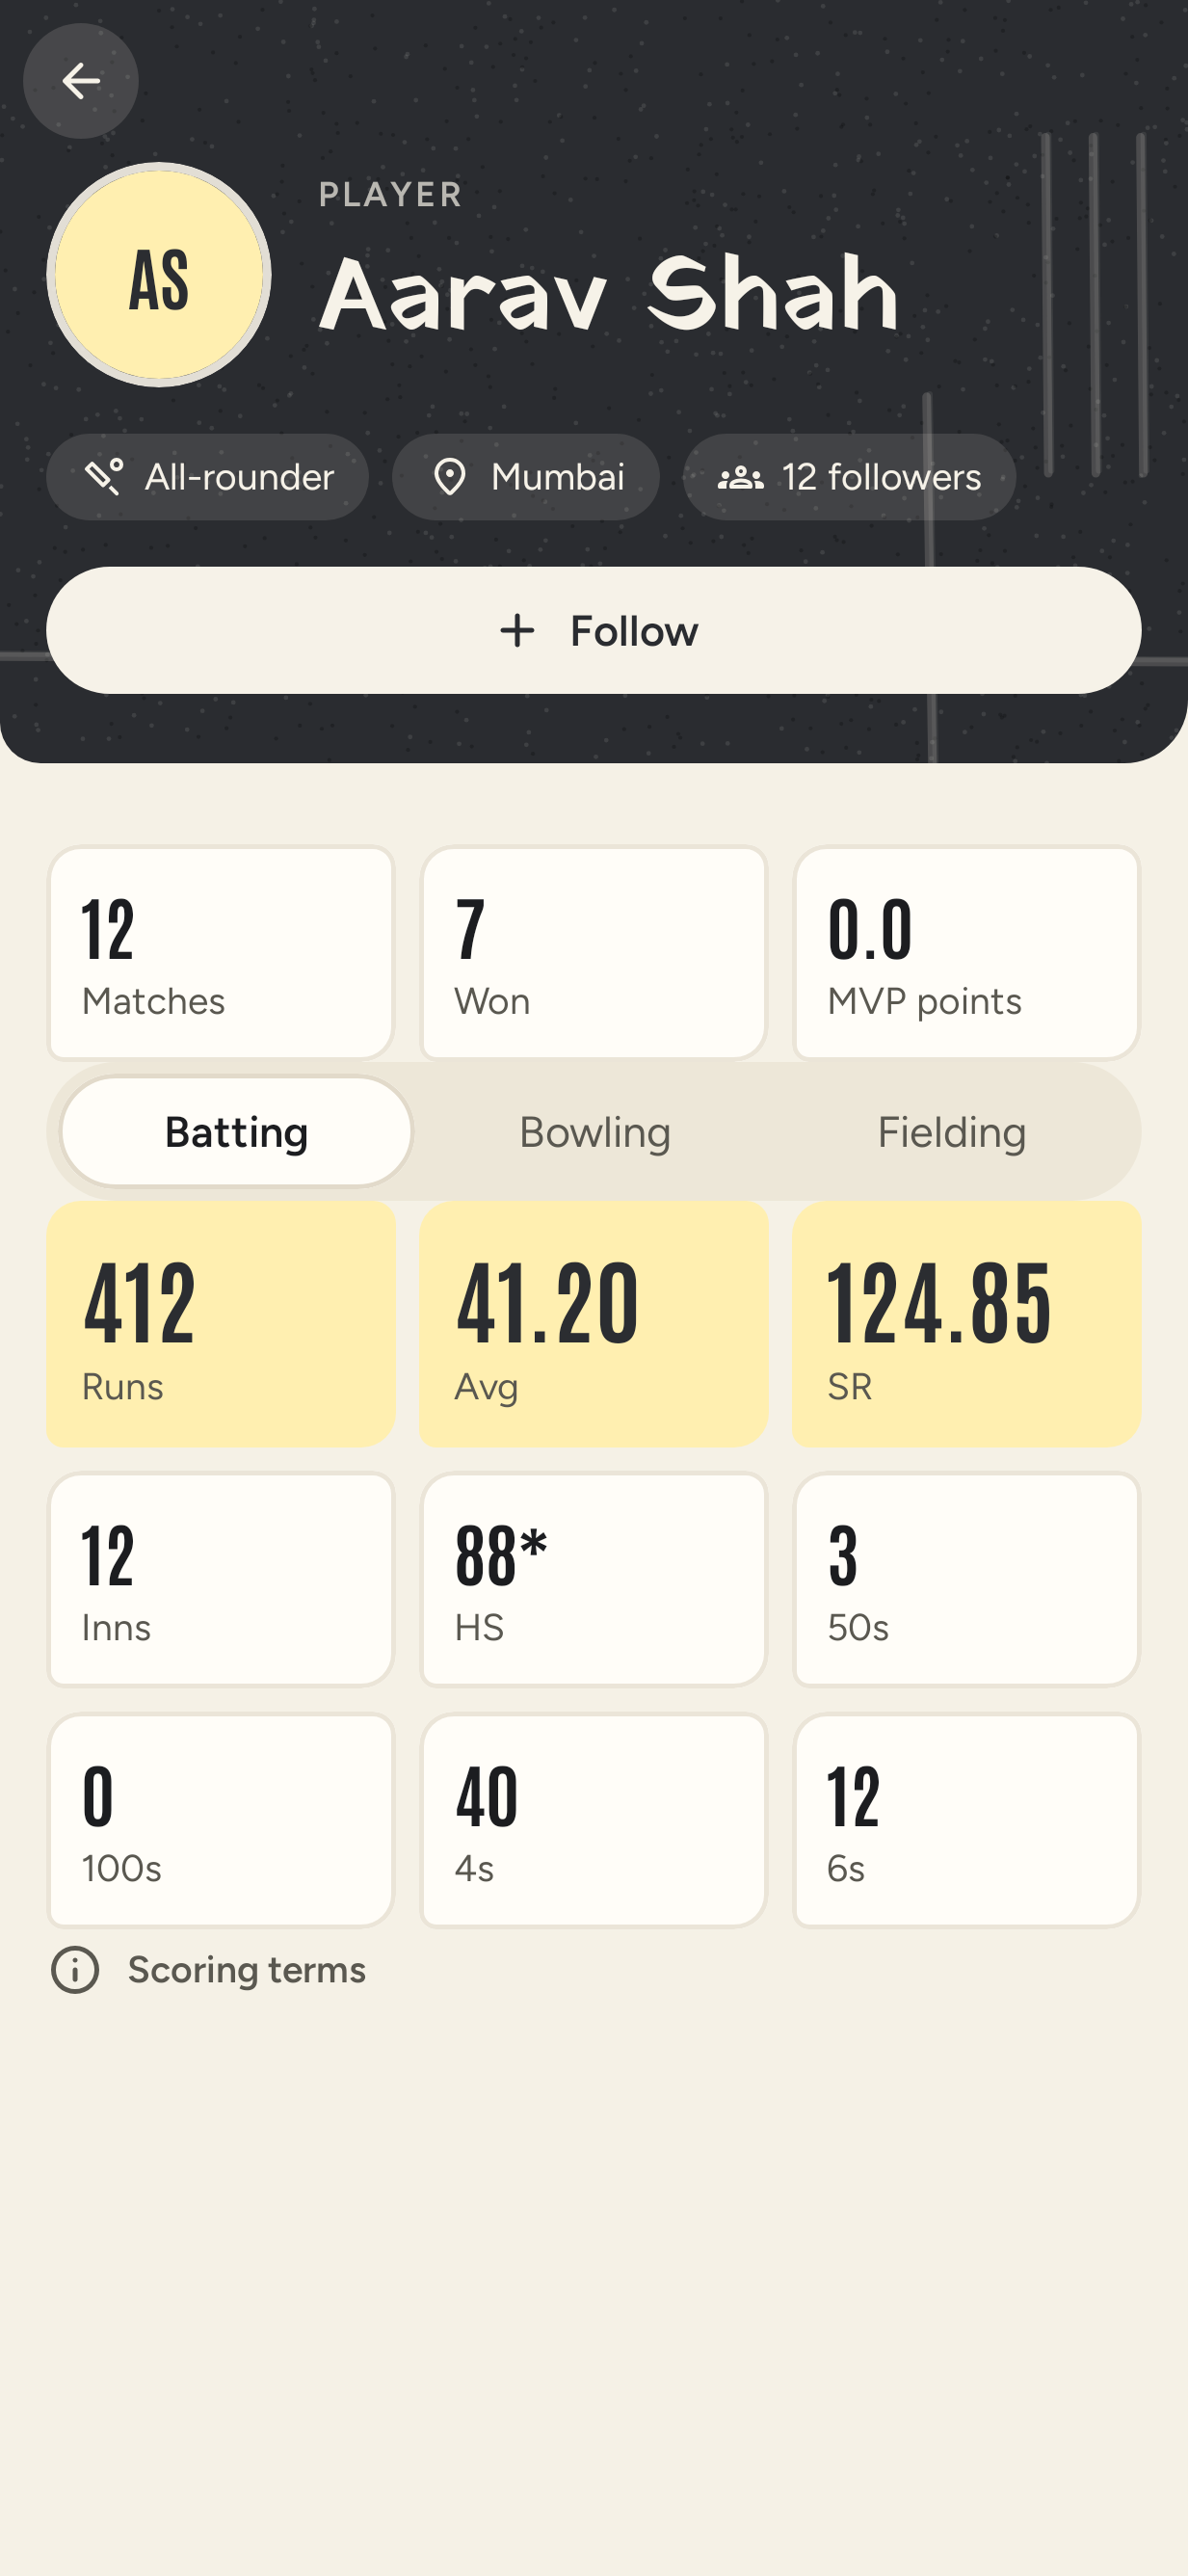 PLAYER
AS
Aarav Shah
All-rounder
Mumbai
12 followers
+ Follow
12
7
0.0
Matches
Won
MVP points
Batting
Bowling
Fielding
412
41.20
124.85
Runs
Avg
SR
12
88*
3
Inns
HS
50s
0
40
12
100s
4s
6s
Scoring terms